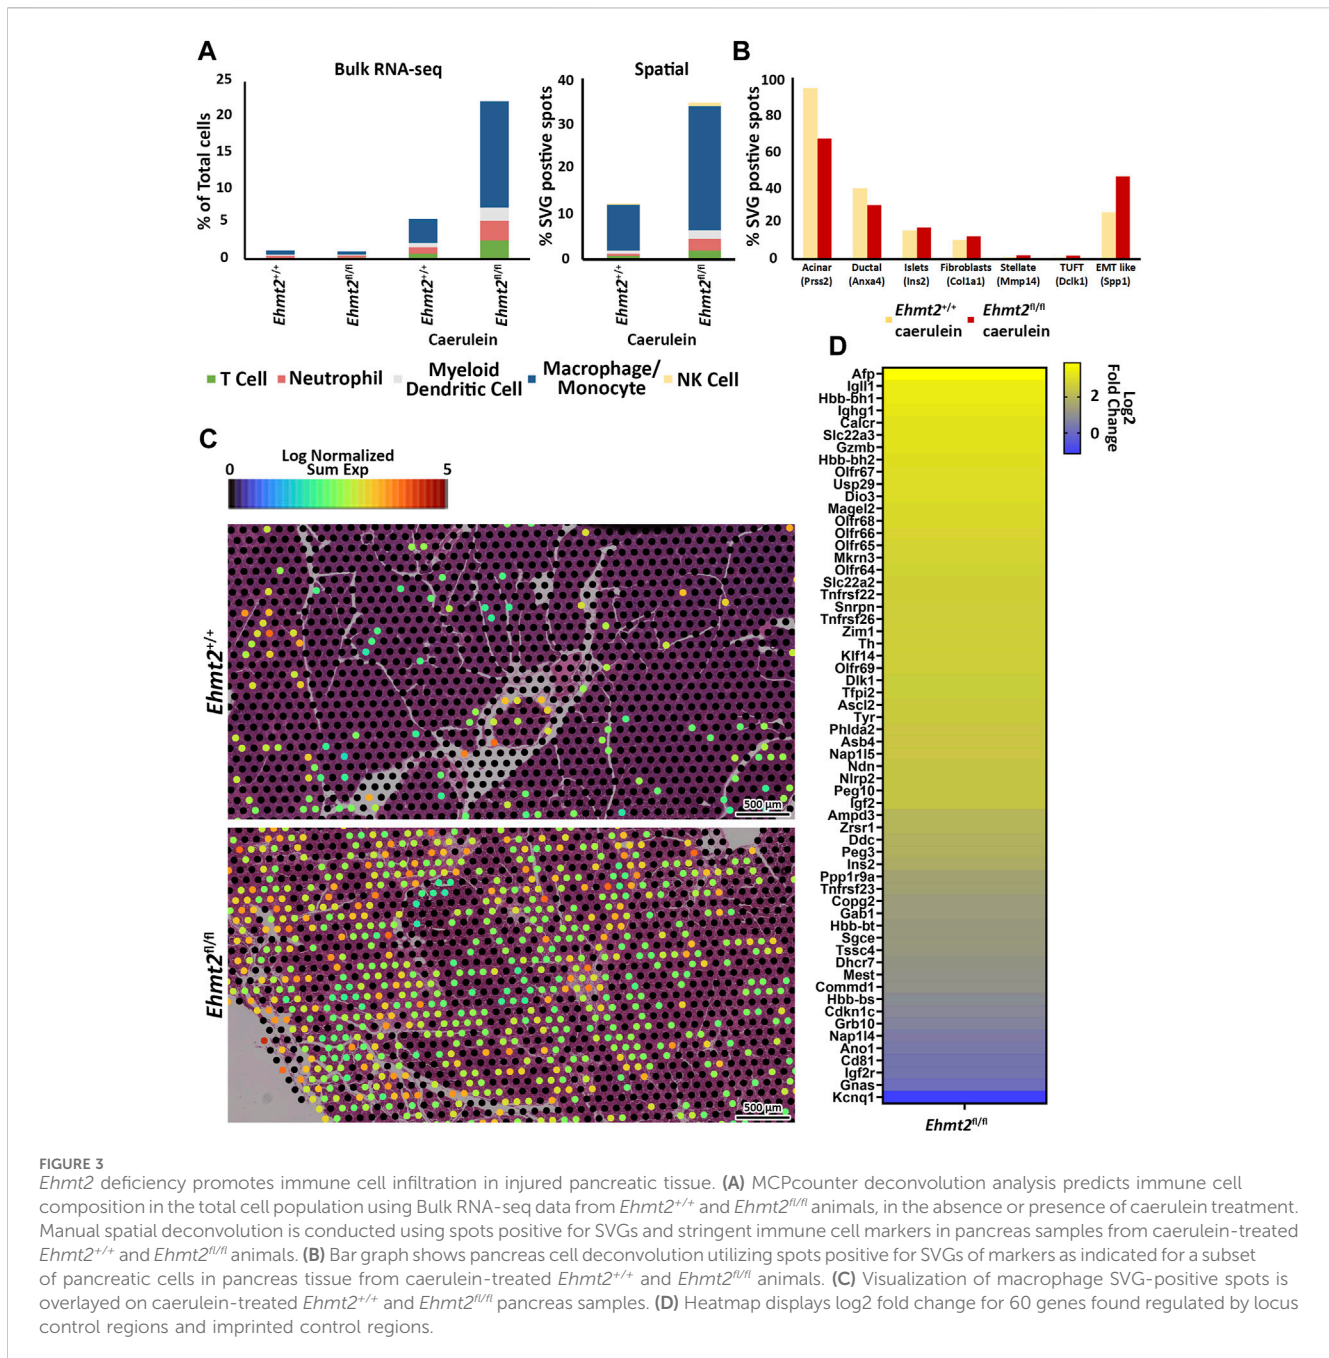 A
Bulk RNA-seq
% of Total cells
25
20
15
10
5
0
Ehmt2+/+
Ehmt2fl/fl
Ehmt2+/+
Ehmt2fl/fl
Caerulein
Spatial
% SVG postive spots
40
30
20
10
0
Ehmt2+/+
Ehmt2fl/fl
Caerulein
T Cell
Neutrophil
Myeloid
Dendritic Cell
Macrophage/
Monocyte
NK Cell
B
% SVG postive spots
100
80
60
40
20
0
Acinar
(Prss2)
Ductal
(Anxa4)
Islets
(Ins2)
Fibroblasts
(Col1a1)
Stellate
(Mmp14)
TUFT
(Dclk1)
EMT like
(Spp1)
Ehmt2+/+
caerulein
Ehmt2fl/fl
caerulein
C
Log Normalized
Sum Exp
0
5
Ehmt2+/+
500 µm
Ehmt2fl/fl
500 µm
D
Afp
Igll1
Hbb-bh1
Ighg1
Calcr
Slc22a3
Gzmb
Hbb-bh2
Olfr67
Usp29
Dio3
Magel2
Olfr68
Olfr66
Olfr65
Mkrn3
Olfr64
Slc22a2
Tnfrsf22
Snrpn
Tnfrsf26
Zim1
Th
Klf14
Olfr69
Dlk1
Tfpi2
Ascl2
Tyr
Phlda2
Asb4
Nap1l5
Ndn
Nlrp2
Peg10
Igf2
Ampd3
Zrsr1
Ddc
Peg3
Ins2
Ppp1r9a
Tnfrsf23
Copg2
Gab1
Hbb-bt
Sgce
Tssc4
Dhcr7
Mest
Commd1
Hbb-bs
Cdkn1c
Grb10
Nap1l4
Ano1
Cd81
Igf2r
Gnas
Kcnq1
Ehmt2fl/fl
2
0
Log2
Fold Change
FIGURE 3
Ehmt2 deficiency promotes immune cell infiltration in injured pancreatic tissue. (A) MCPcounter deconvolution analysis predicts immune cell
composition in the total cell population using Bulk RNA-seq data from Ehmt2+/+ and Ehmt2fl/fl animals, in the absence or presence of caerulein treatment.
Manual spatial deconvolution is conducted using spots positive for SVGs and stringent immune cell markers in pancreas samples from caerulein-treated
Ehmt2+/+ and Ehmt2fl/fl animals. (B) Bar graph shows pancreas cell deconvolution utilizing spots positive for SVGs of markers as indicated for a subset
of pancreatic cells in pancreas tissue from caerulein-treated Ehmt2+/+ and Ehmt2fl/fl animals. (C) Visualization of macrophage SVG-positive spots is
overlayed on caerulein-treated Ehmt2+/+ and Ehmt2fl/fl pancreas samples. (D) Heatmap displays log2 fold change for 60 genes found regulated by locus
control regions and imprinted control regions.